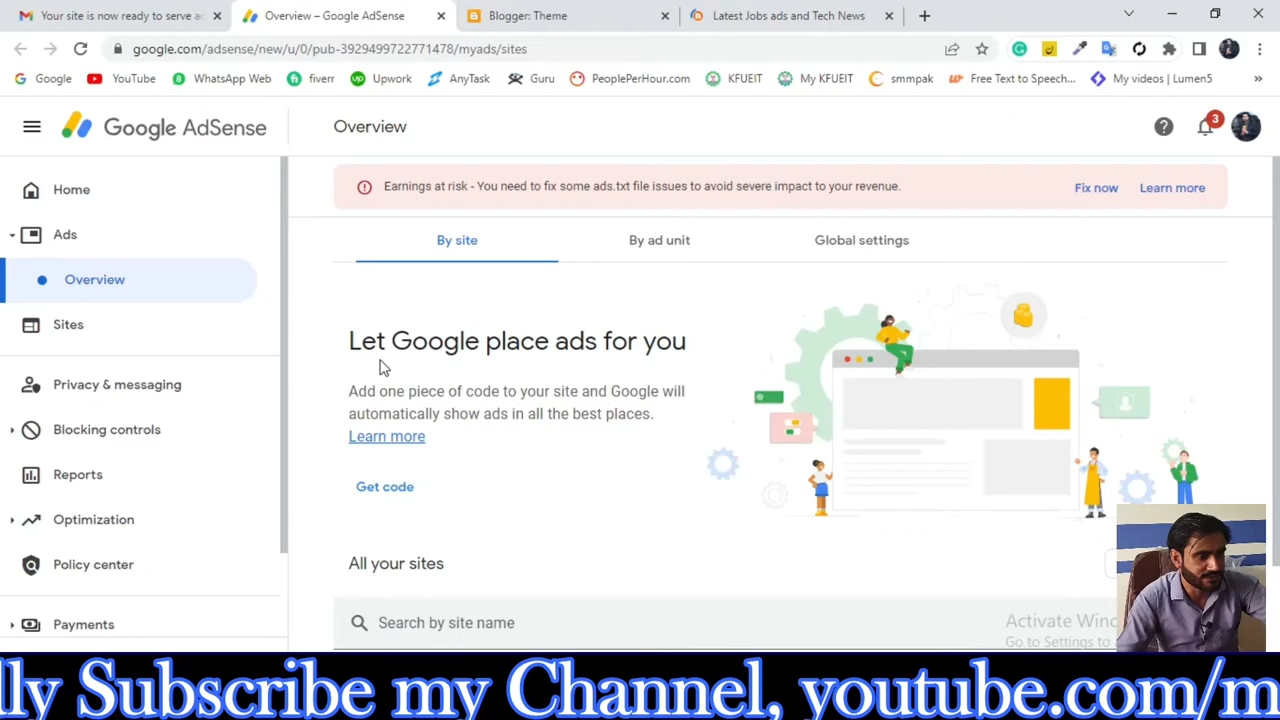 Your site is now ready to serve a
Overview – Google AdSense
Blogger: Theme
Latest Jobs ads and Tech News
google.com/adsense/new/u/0/pub-3929499722771478/myads/sites
Google
YouTube
WhatsApp Web
fiverr
Upwork
AnyTask
Guru
PeoplePerHour.com
KFUEIT
My KFUEIT
smmpak
Free Text to Speech...
My videos | Lumen5
»
Google AdSense
Overview
3
Home
Ads
Overview
Sites
Privacy & messaging
Blocking controls
Reports
Optimization
Policy center
Payments
Earnings at risk - You need to fix some ads.txt file issues to avoid severe impact to your revenue.
Fix now
Learn more
By site
By ad unit
Global settings
Let Google place ads for you
Add one piece of code to your site and Google will
automatically show ads in all the best places.
Learn more
Get code
All your sites
Search by site name
Activate Win
Go to Settings to
lly Subscribe my Channel, youtube.com/m